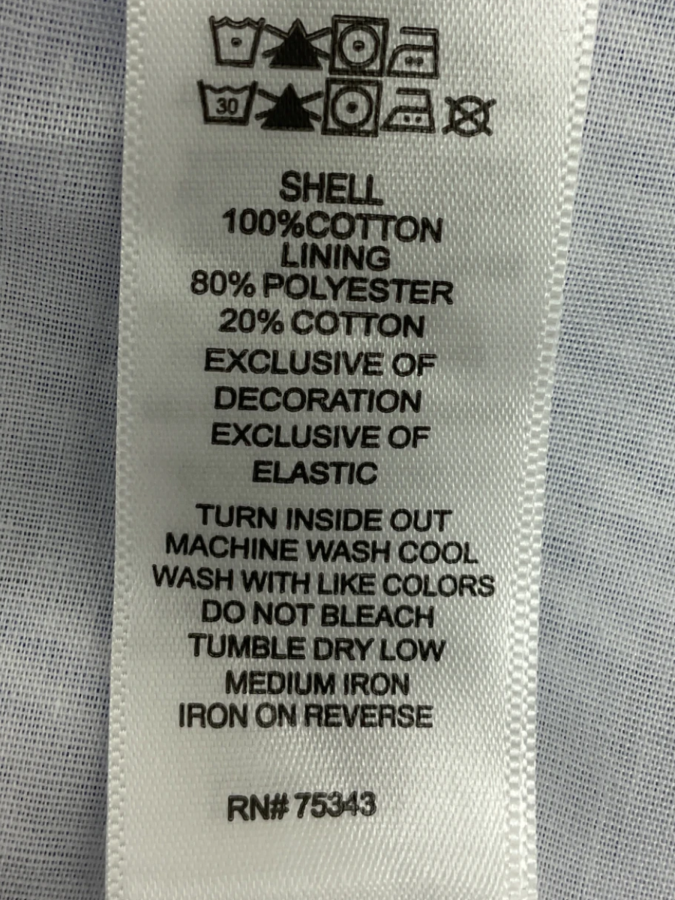 30
SHELL
100%COTTON
LINING
80% POLYESTER
20% COTTON
EXCLUSIVE OF
DECORATION
EXCLUSIVE OF
ELASTIC
TURN INSIDE OUT
MACHINE WASH COOL
WASH WITH LIKE COLORS
DO NOT BLEACH
TUMBLE DRY LOW
MEDIUM IRON
IRON ON REVERSE
RN# 75343